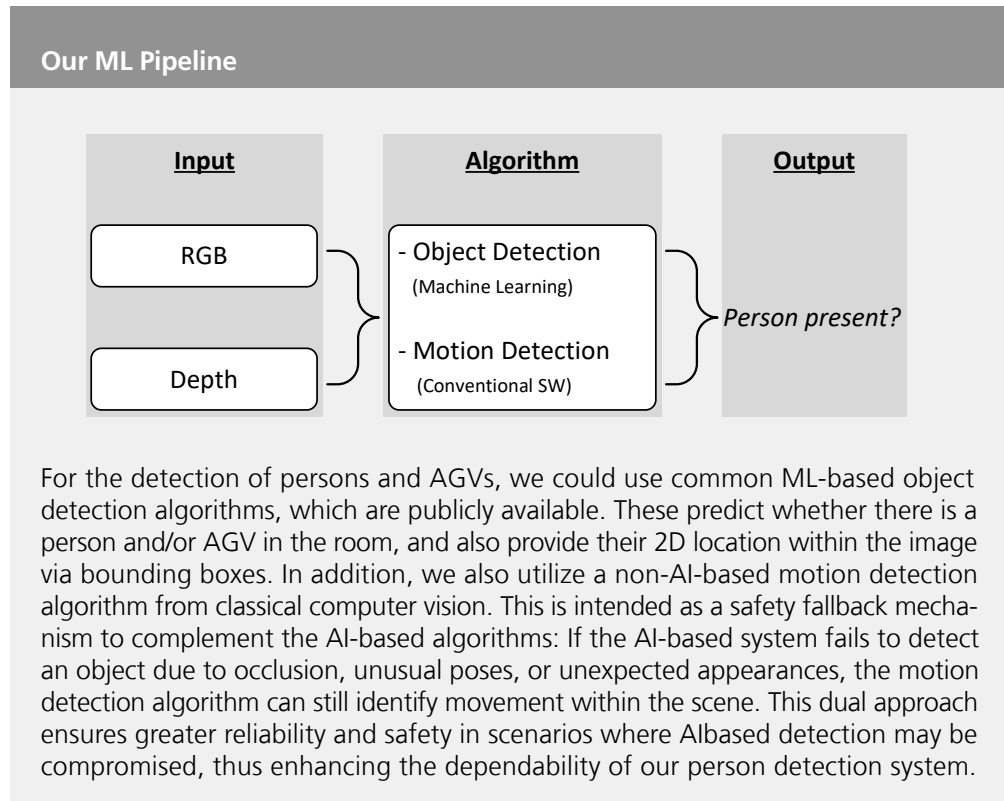 Our ML Pipeline
Input
Algorithm
Output
RGB
Depth
- Object Detection
(Machine Learning)
- Motion Detection
(Conventional SW)
Person present?
For the detection of persons and AGVs, we could use common ML-based object
detection algorithms, which are publicly available. These predict whether there is a
person and/or AGV in the room, and also provide their 2D location within the image
via bounding boxes. In addition, we also utilize a non-AI-based motion detection
algorithm from classical computer vision. This is intended as a safety fallback mecha-
nism to complement the AI-based algorithms: If the AI-based system fails to detect
an object due to occlusion, unusual poses, or unexpected appearances, the motion
detection algorithm can still identify movement within the scene. This dual approach
ensures greater reliability and safety in scenarios where AIbased detection may be
compromised, thus enhancing the dependability of our person detection system.